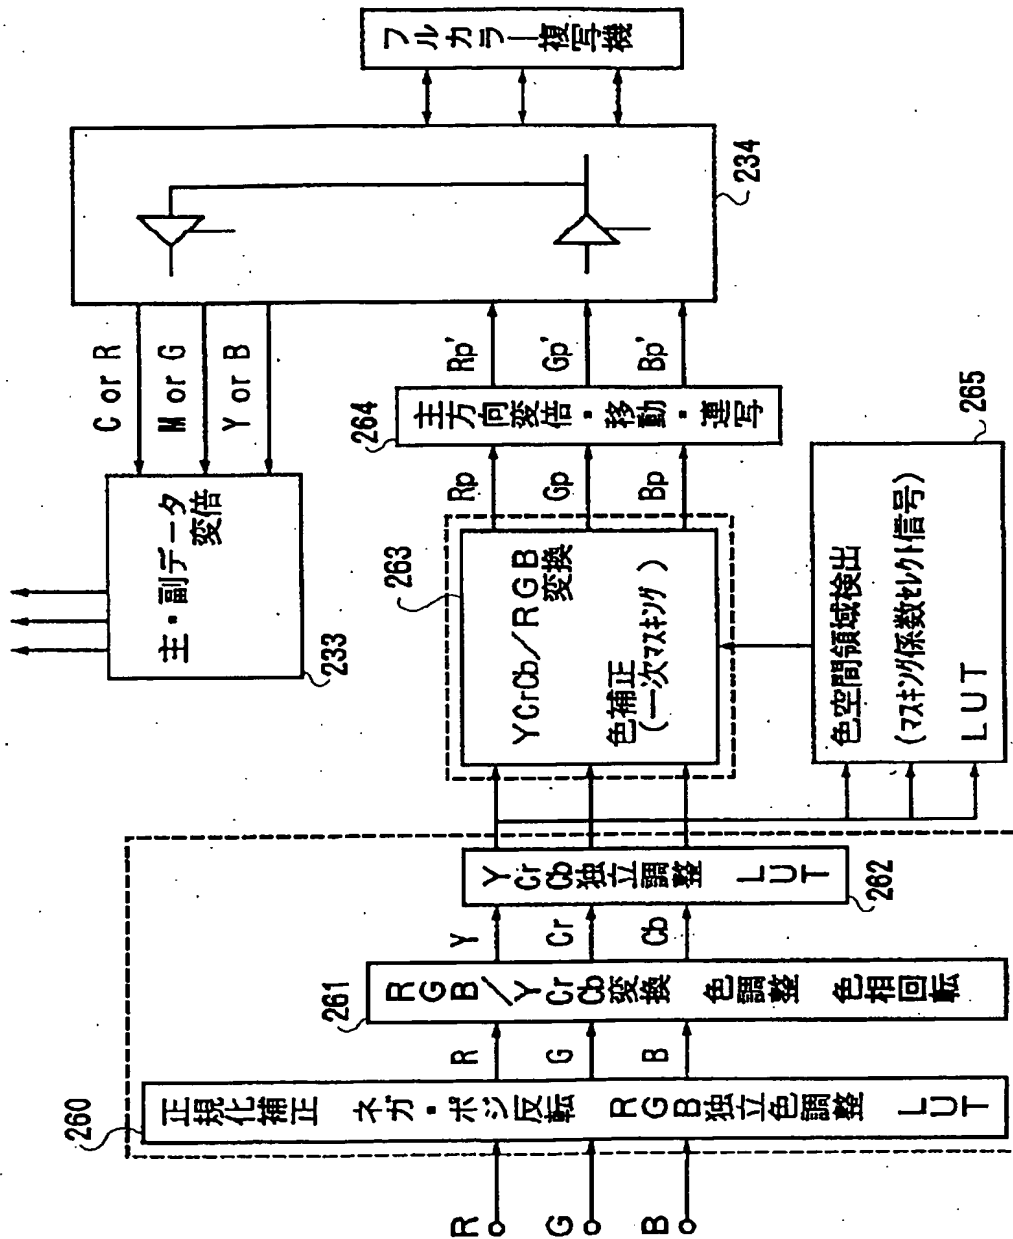 R
G
B
260
正規化補正 ネガ・ポジ反転 RGB独立色調整 LUT
R
G
B
261
RGB/YCrCb変換 色調整 色相回転
Y
Cr
Cb
YCrCb独立調整 LUT
262
263
YCrCb/RGB
変換
色補正
(一次マスキング)
色空間領域検出
(マスキング係数セレクト信号)
LUT
265
Rp
Gp
Bp
264
主方向変倍・移動・連写
Rp'
Gp'
Bp'
主・副データ
変倍
233
C or R
M or G
Y or B
234
フルカラー複写機